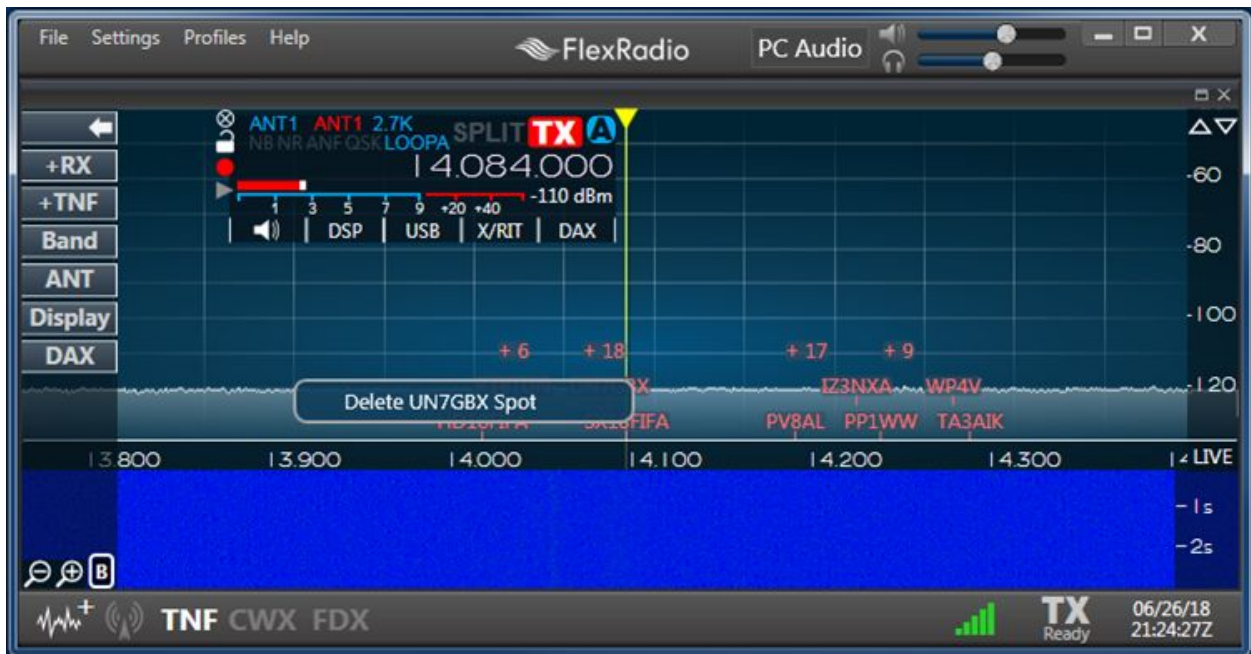 File Settings Profiles Help FlexRadio PC Audio X
ANT1 ANT1 2.7K SPLIT TX A
NB NR ANF QSK LOOPA
+RX 14.084.000
-60
+TNF -110 dBm
1 3 5 7 9 +20 +40
DSP USB X/RIT DAX
Band -80
ANT
Display -100
DAX + 6 + 18 + 17 + 9
IZ3NXA WP4V -120
Delete UN7GBX Spot
PV8AL PP1WW TA3AIK
13.800 13.900 14.000 14.100 14.200 14.300 LIVE
-1s
-2s
B
TNF CWX FDX TX 06/26/18
Ready 21:24:27Z